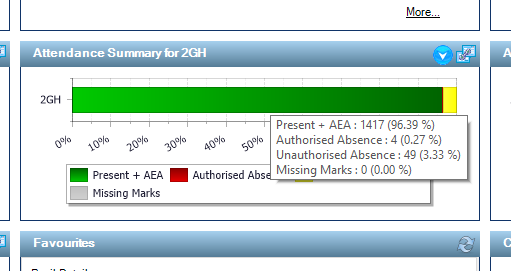 More...
Attendance Summary for 2GH
2GH
0% 10% 20% 30% 40% 50%
Present + AEA : 1417 (96.39 %)
Authorised Absence : 4 (0.27 %)
Unauthorised Absence : 49 (3.33 %)
Missing Marks : 0 (0.00 %)
Present + AEA Authorised Abse
Missing Marks
Favourites